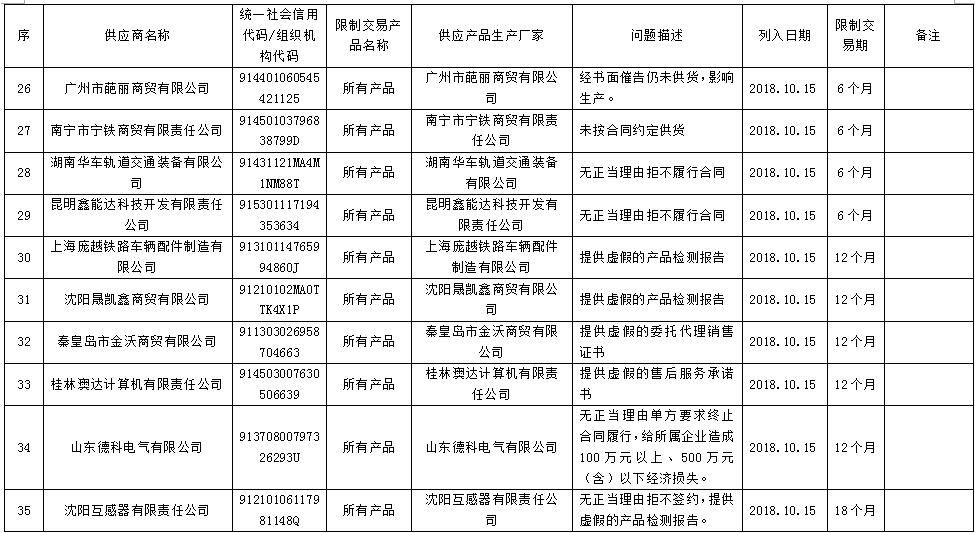 序
供应商名称
统一社会信用
代码/组织机
构代码
限制交易产
品名称
供应产品生产厂家
问题描述
列入日期
限制交
易期
备注
26
广州市葩丽商贸有限公司
914401060545
421125
所有产品
广州市葩丽商贸有限公
司
经书面催告仍未供货,影响
生产。
2018.10.15
6个月
27
南宁市宁铁商贸有限责任公司
914501037968
38799D
所有产品
南宁市宁铁商贸有限责
任公司
未按合同约定供货
2018.10.15
6个月
28
湖南华车轨道交通装备有限公
司
91431121MA4M
1NM88T
所有产品
湖南华车轨道交通装备
有限公司
无正当理由拒不履行合同
2018.10.15
6个月
29
昆明鑫能达科技开发有限责任
公司
915301117194
353634
所有产品
昆明鑫能达科技开发有
限责任公司
无正当理由拒不履行合同
2018.10.15
6个月
30
上海庞越铁路车辆配件制造有
限公司
913101147659
94860J
所有产品
上海庞越铁路车辆配件
制造有限公司
提供虚假的产品检测报告
2018.10.15
12个月
31
沈阳晟凯鑫商贸有限公司
91210102MA0T
TK4X1P
所有产品
沈阳晟凯鑫商贸有限公
司
提供虚假的产品检测报告
2018.10.15
12个月
32
秦皇岛市金沃商贸有限公司
911303026958
704663
所有产品
秦皇岛市金沃商贸有限
公司
提供虚假的委托代理销售
证书
2018.10.15
12个月
33
桂林澳达计算机有限责任公司
914503007630
506639
所有产品
桂林澳达计算机有限责
任公司
提供虚假的售后服务承诺
书
2018.10.15
12个月
34
山东德科电气有限公司
913708007973
26293U
所有产品
山东德科电气有限公司
无正当理由单方要求终止
合同履行,给所属企业造成
100万元以上、500万元
（含）以下经济损失。
2018.10.15
12个月
35
沈阳互感器有限责任公司
912101061179
81148Q
所有产品
沈阳互感器有限责任公
司
无正当理由拒不签约,提供
虚假的产品检测报告。
2018.10.15
18个月